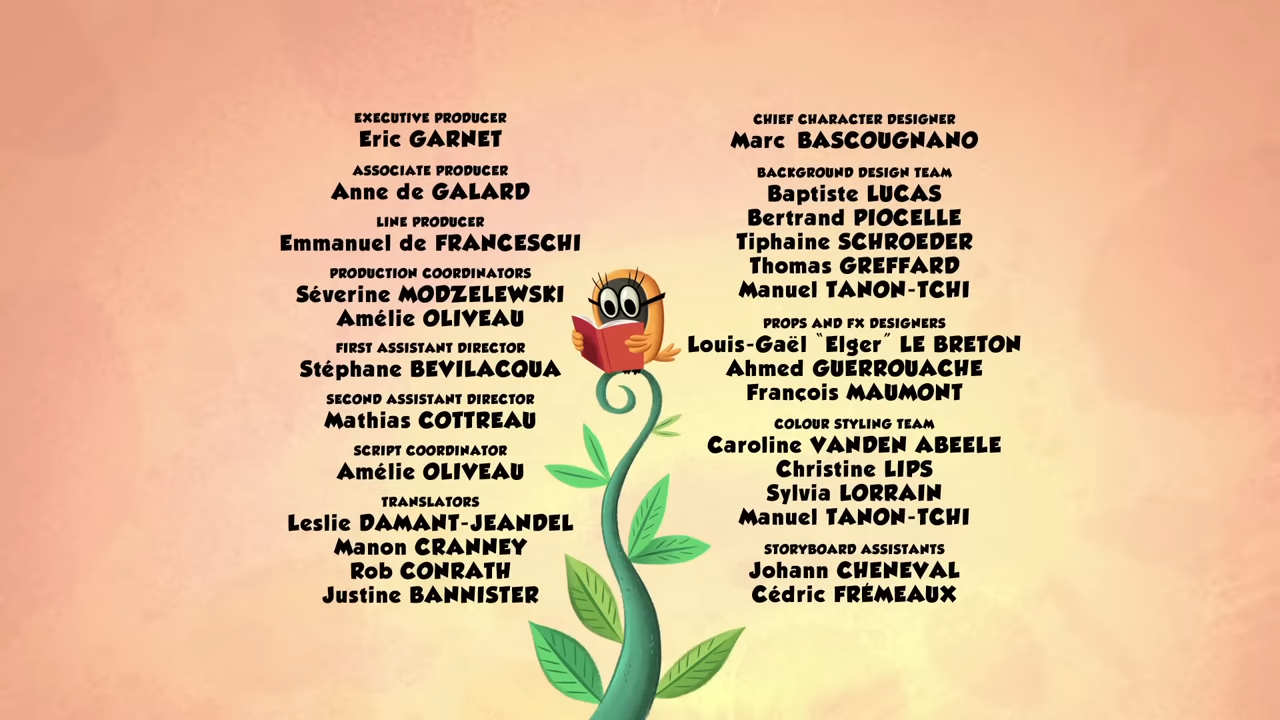 EXECUTIVE PRODUCER
Eric GARNET
ASSOCIATE PRODUCER
Anne de GALARD
LINE PRODUCER
Emmanuel de FRANCESCHI
PRODUCTION COORDINATORS
Séverine MODZELEWSKI
Amélie OLIVEAU
FIRST ASSISTANT DIRECTOR
Stéphane BEVILACQUA
SECOND ASSISTANT DIRECTOR
Mathias COTTREAU
SCRIPT COORDINATOR
Amélie OLIVEAU
TRANSLATORS
Leslie DAMANT-JEANDEL
Manon CRANNEY
Rob CONRATH
Justine BANNISTER
CHIEF CHARACTER DESIGNER
Marc BASCOUGNANO
BACKGROUND DESIGN TEAM
Baptiste LUCAS
Bertrand PIOCELLE
Tiphaine SCHROEDER
Thomas GREFFARD
Manuel TANON-TCHI
PROPS AND FX DESIGNERS
Louis-Gaël "Elger" LE BRETON
Ahmed GUERROUACHE
François MAUMONT
COLOUR STYLING TEAM
Caroline VANDEN ABEELE
Christine LIPS
Sylvia LORRAIN
Manuel TANON-TCHI
STORYBOARD ASSISTANTS
Johann CHENEVAL
Cédric FRÉMEAUX